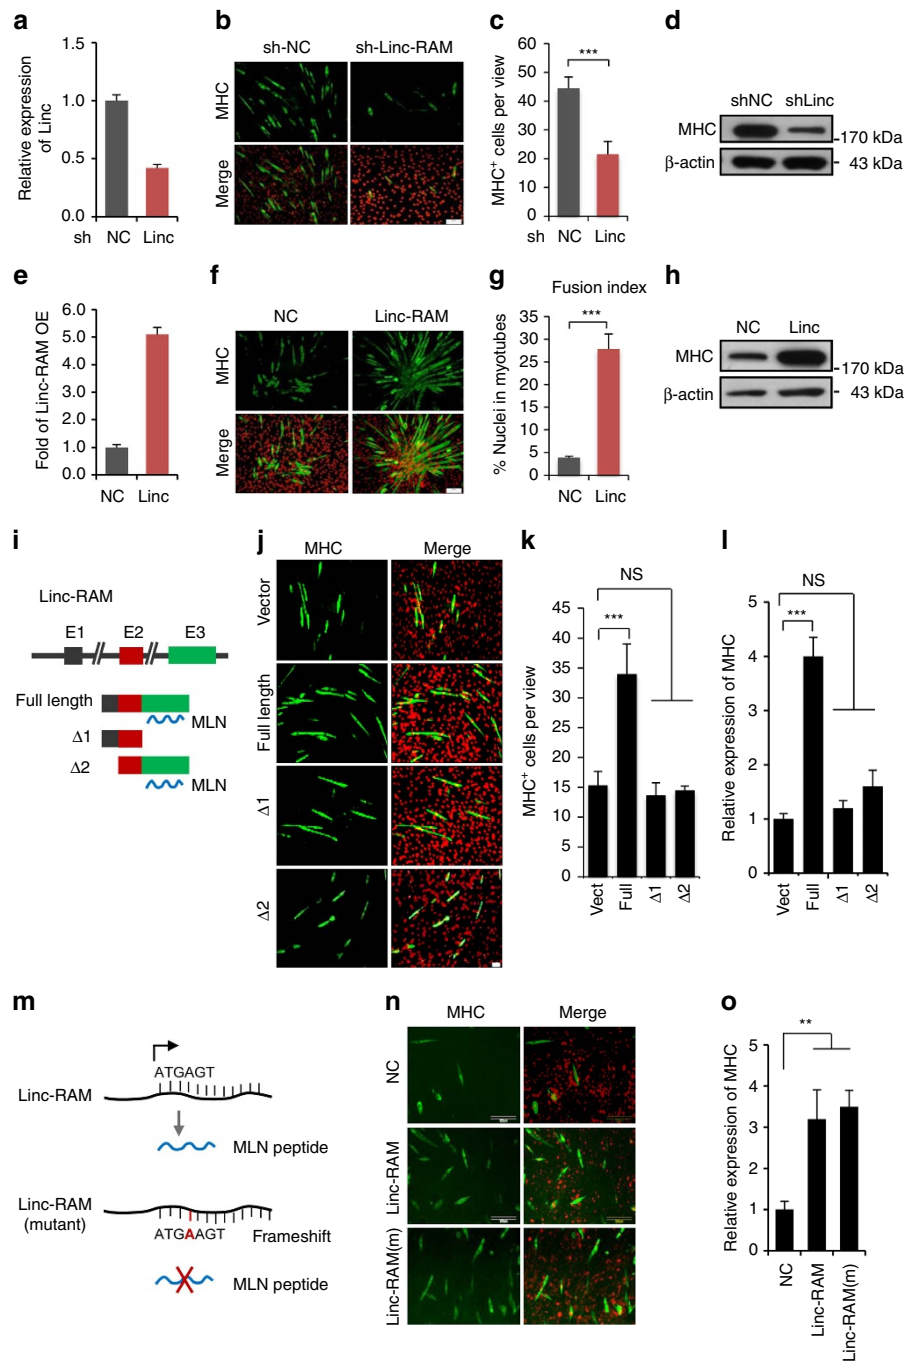 a
Relative expression
of Linc
1.5
1.0
0.5
0.0
sh NC Linc
b
sh-NC sh-Linc-RAM
MHC
Merge
c
MHC+ cells per view
60
50
40
30
20
10
0
***
sh NC Linc
d
shNC shLinc
MHC
170 kDa
β-actin
43 kDa
e
Fold of Linc-RAM OE
6.0
5.0
4.0
3.0
2.0
1.0
0.0
NC Linc
f
NC Linc-RAM
MHC
Merge
g
Fusion index
% Nuclei in myotubes
35
30
25
20
15
10
5
0
***
NC Linc
h
NC Linc
MHC
170 kDa
β-actin
43 kDa
i
Linc-RAM
E1 E2 E3
Full length
MLN
Δ1
Δ2
MLN
j
MHC Merge
Vector
Full length
Δ1
Δ2
k
NS
***
MHC+ cells per view
45
40
35
30
25
20
15
10
5
0
Vect Full Δ1 Δ2
l
NS
***
Relative expression of MHC
5
4
3
2
1
0
Vect Full Δ1 Δ2
m
ATGAGT
Linc-RAM
MLN peptide
Linc-RAM
(mutant)
ATGAAGT Frameshift
MLN peptide
n
MHC Merge
NC
Linc-RAM
Linc-RAM(m)
o
**
Relative expression of MHC
5
4
3
2
1
0
NC
Linc-RAM
Linc-RAM(m)